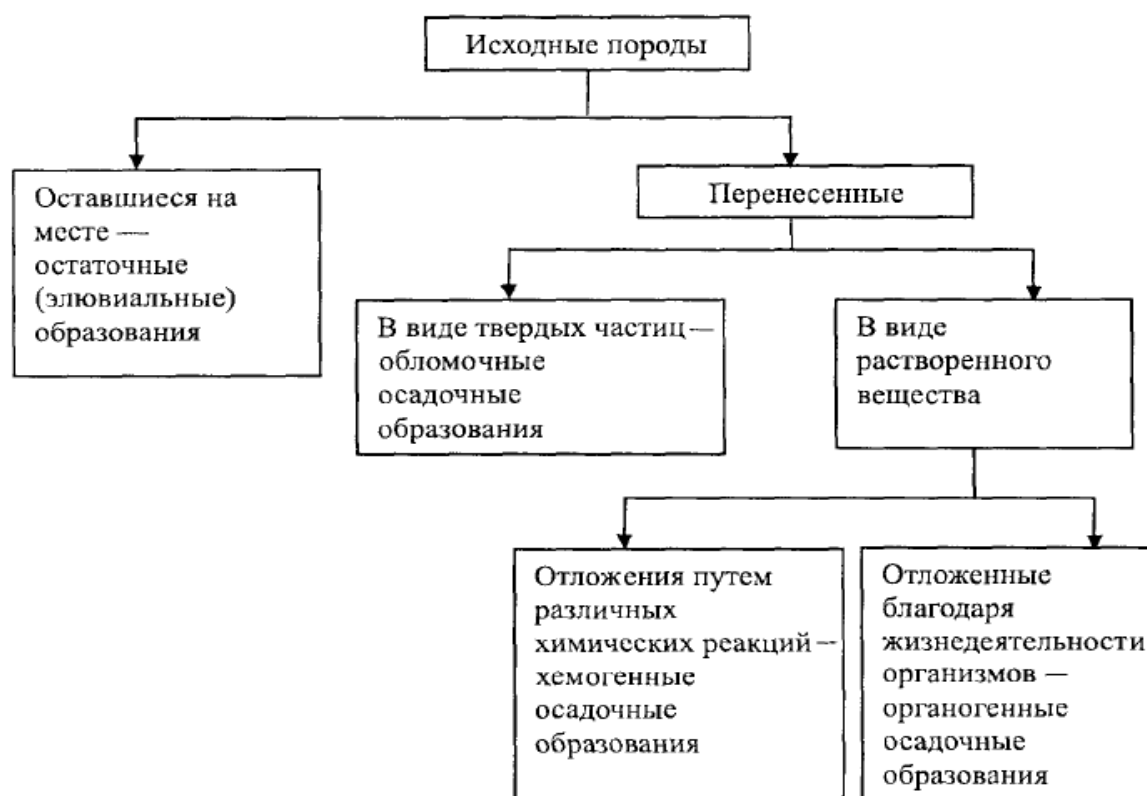 Исходные породы
Оставшиеся на
месте —
остаточные
(элювиальные)
образования
Перенесенные
В виде твердых частиц —
обломочные
осадочные
образования
В виде
растворенного
вещества
Отложения путем
различных
химических реакций —
хемогенные
осадочные
образования
Отложенные
благодаря
жизнедеятельности
организмов —
органогенные
осадочные
образования